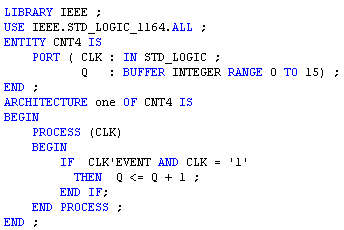 LIBRARY IEEE ;
USE IEEE.STD_LOGIC_1164.ALL ;
ENTITY CNT4 IS
PORT ( CLK : IN STD_LOGIC ;
Q : BUFFER INTEGER RANGE 0 TO 15) ;
END ;
ARCHITECTURE one OF CNT4 IS
BEGIN
PROCESS (CLK)
BEGIN
IF CLK'EVENT AND CLK = '1'
THEN Q <= Q + 1 ;
END IF;
END PROCESS ;
END ;